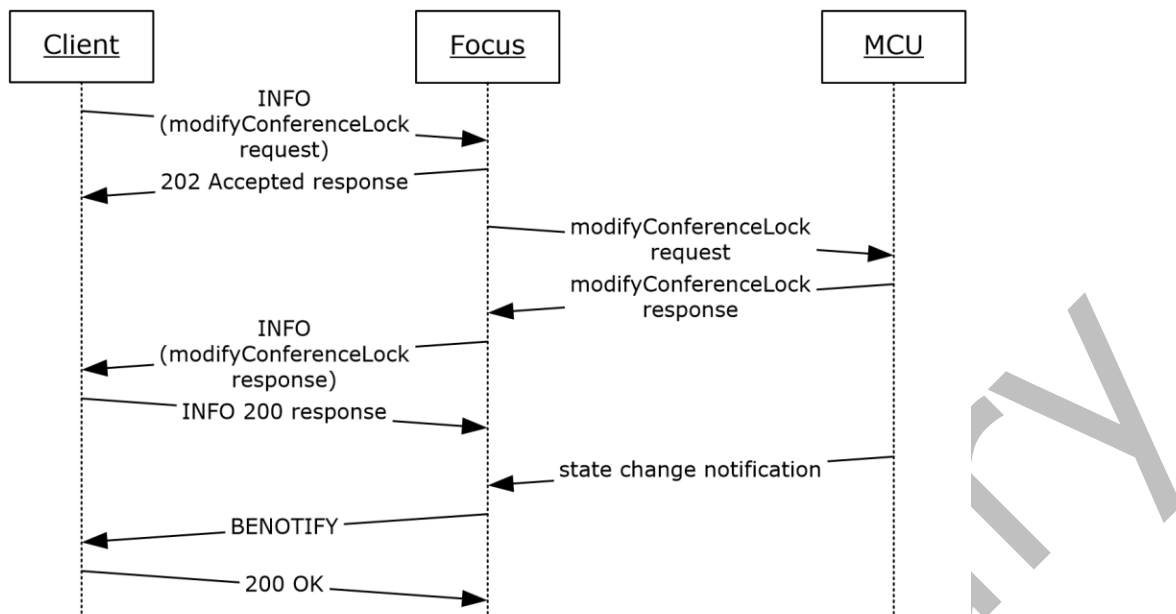 Client
Focus
MCU
INFO
(modifyConferenceLock
request)
202 Accepted response
modifyConferenceLock
request
modifyConferenceLock
response
INFO
(modifyConferenceLock
response)
INFO 200 response
state change notification
BENOTIFY
200 OK
ry